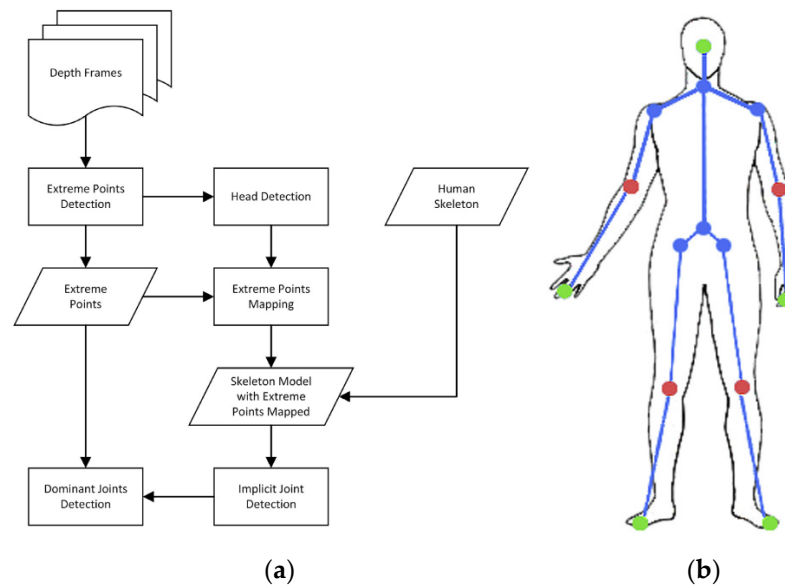 Depth Frames
Extreme Points
Detection
Head Detection
Human
Skeleton
Extreme
Points
Extreme Points
Mapping
Skeleton Model
with Extreme
Points Mapped
Dominant Joints
Detection
Implicit Joint
Detection
(a)
(b)